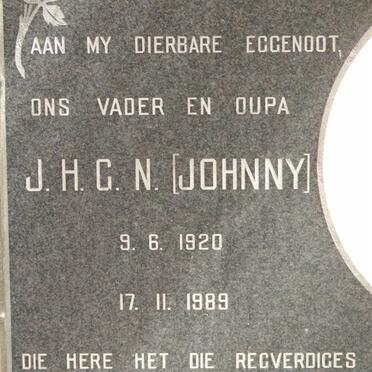 AAN MY DIERBARE EGGENOOT,
ONS VADER EN OUPA
J. H. G. N. [JOHNNY]
9. 6. 1920
17. 11. 1989
DIE HERE HET DIE REGVERDIGES